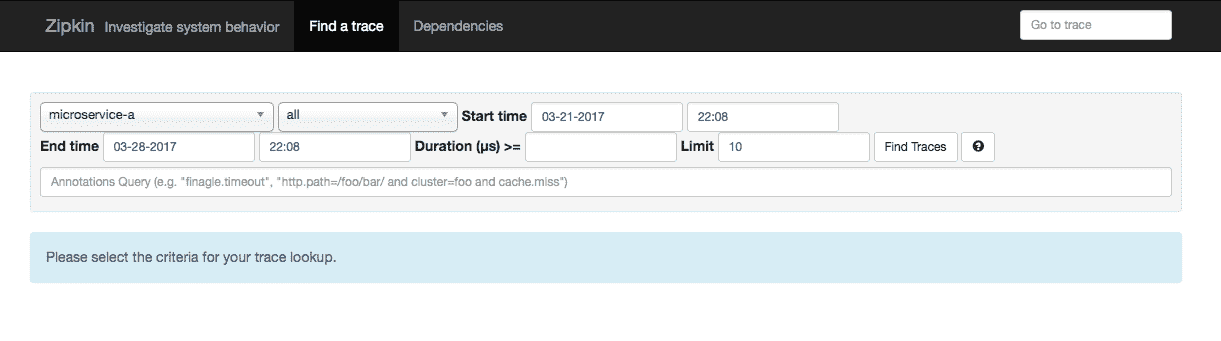 Zipkin Investigate system behavior Find a trace Dependencies Go to trace
microservice-a all Start time 03-21-2017 22:08
End time 03-28-2017 22:08 Duration (μs) >= Limit 10 Find Traces ?
Annotations Query (e.g. "finagle.timeout", "http.path=/foo/bar/ and cluster=foo and cache.miss")
Please select the criteria for your trace lookup.